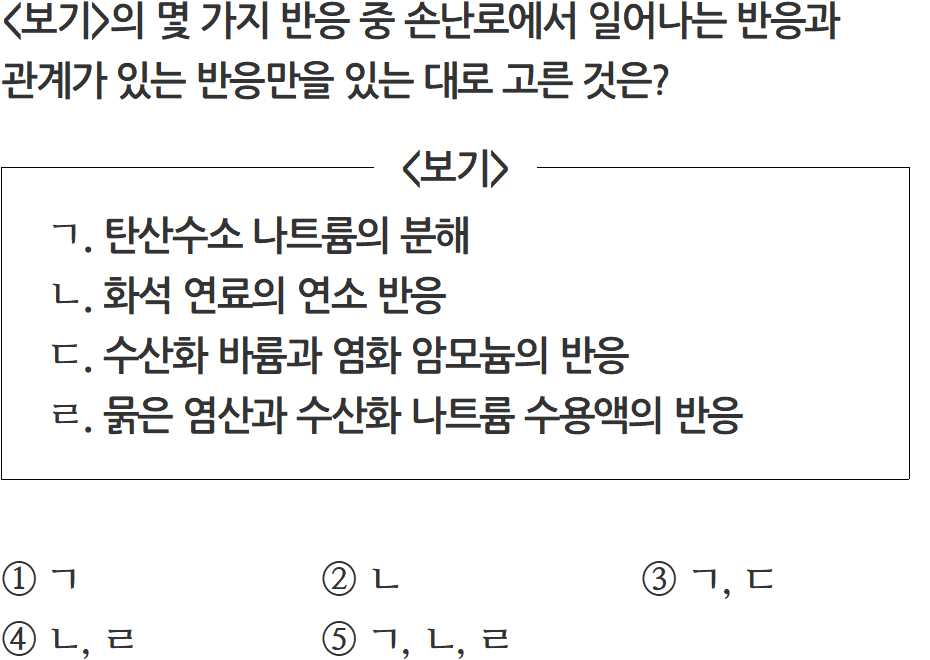 <보기>의 몇 가지 반응 중 손난로에서 일어나는 반응과
관계가 있는 반응만을 있는 대로 고른 것은?
<보기>
ㄱ. 탄산수소 나트륨의 분해
ㄴ. 화석 연료의 연소 반응
ㄷ. 수산화 바륨과 염화 암모늄의 반응
ㄹ. 묽은 염산과 수산화 나트륨 수용액의 반응
① ㄱ ② ㄴ ③ ㄱ, ㄷ
④ ㄴ, ㄹ ⑤ ㄱ, ㄴ, ㄹ